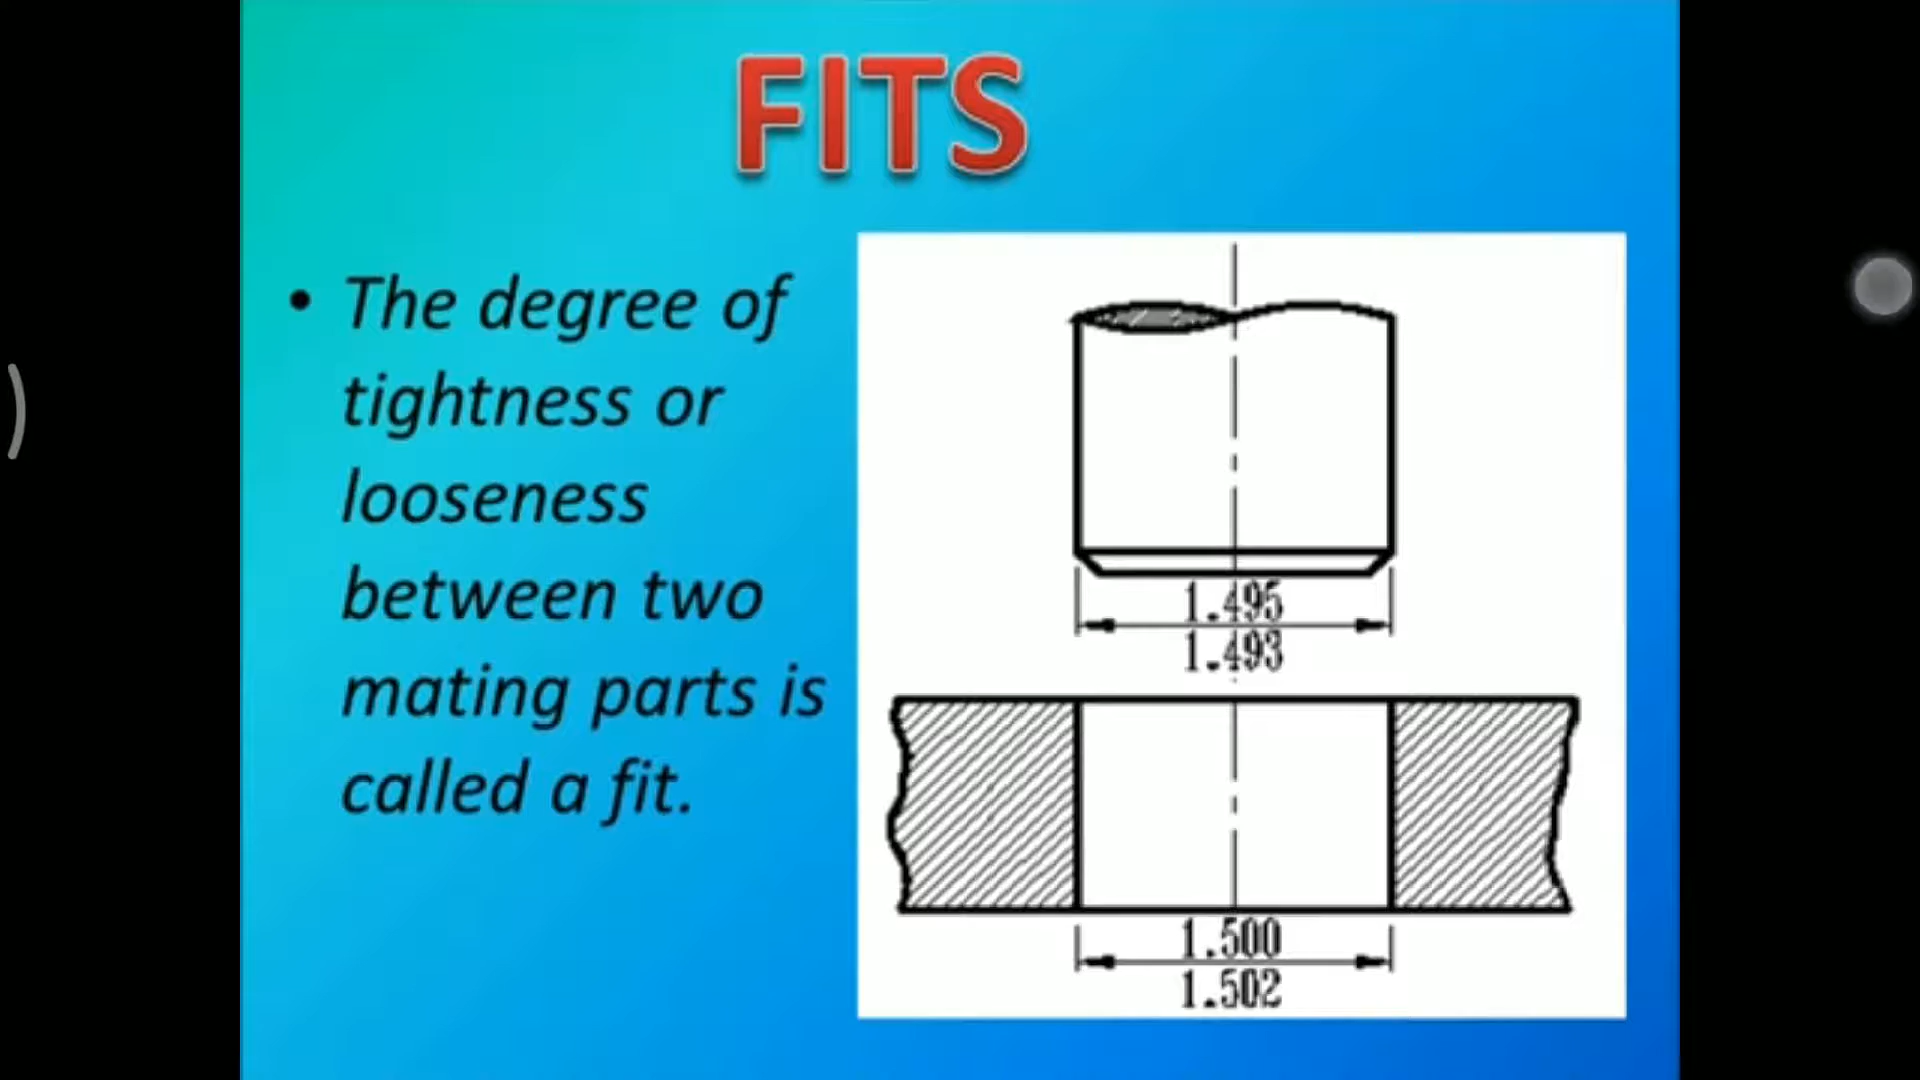 FITS
• The degree of
tightness or
looseness
between two
mating parts is
called a fit.
1.495
1.493
1.500
1.502